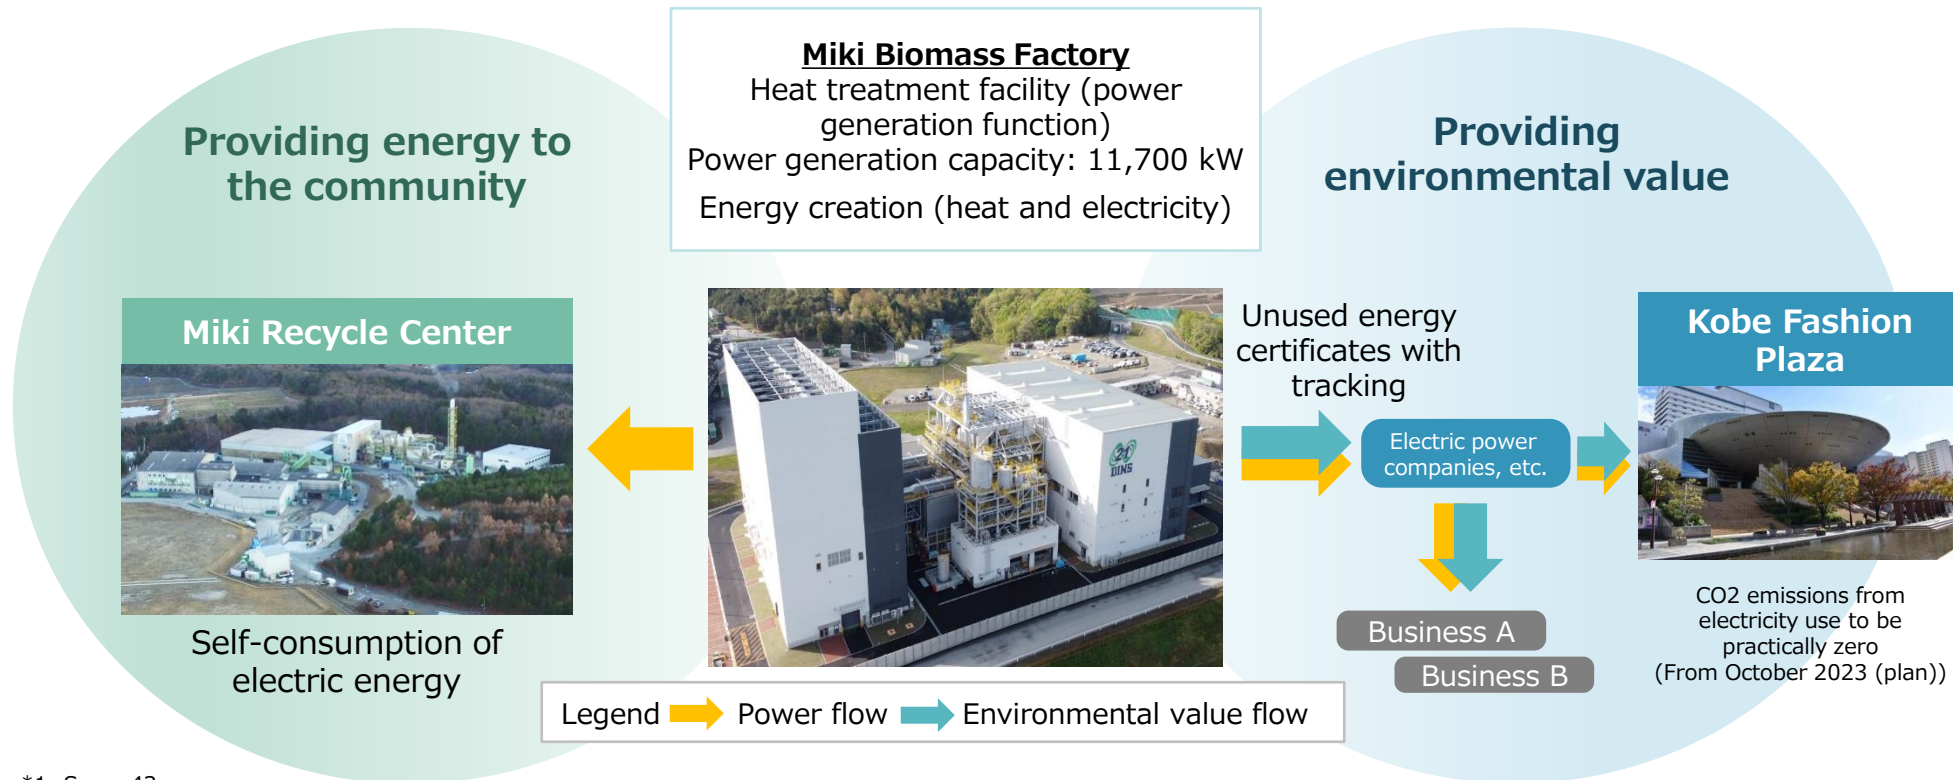 Miki Biomass Factory
Heat treatment facility (power
generation function)
Power generation capacity: 11,700 kW
Energy creation (heat and electricity)
Providing energy to
the community
Providing
environmental value
Miki Recycle Center
Self-consumption of
electric energy
21
DINS
Unused energy
certificates with
tracking
Electric power
companies, etc.
Business A
Business B
Kobe Fashion
Plaza
CO2 emissions from
electricity use to be
practically zero
(From October 2023 (plan))
Legend Power flow Environmental value flow